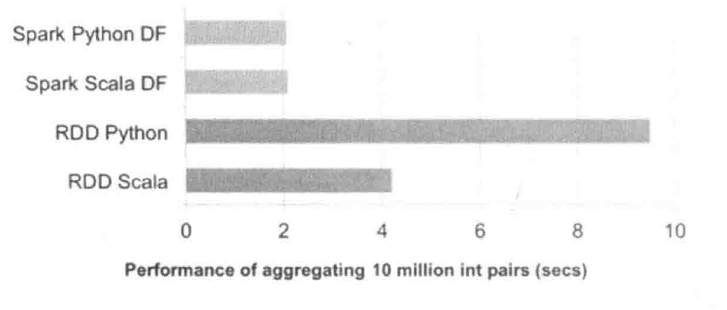 Spark Python DF
Spark Scala DF
RDD Python
RDD Scala
0 2 4 6 8 10
Performance of aggregating 10 million int pairs (secs)